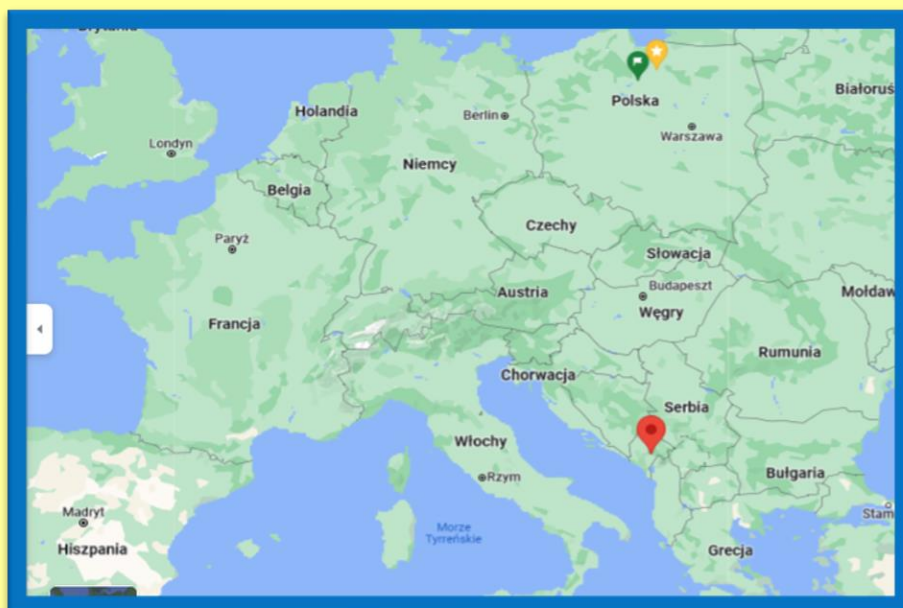 Brytania
Holandia
Polska
Białoruś
Berlin
Warszawa
Londyn
Niemcy
Belgia
Czechy
Paryż
Słowacja
Austria
Budapeszt
Mołdaw
Węgry
Francja
Rumunia
Chorwacja
Serbia
Włochy
Bułgaria
Rzym
Madryt
Stam
Morze
Tyrreńskie
Hiszpania
Grecja